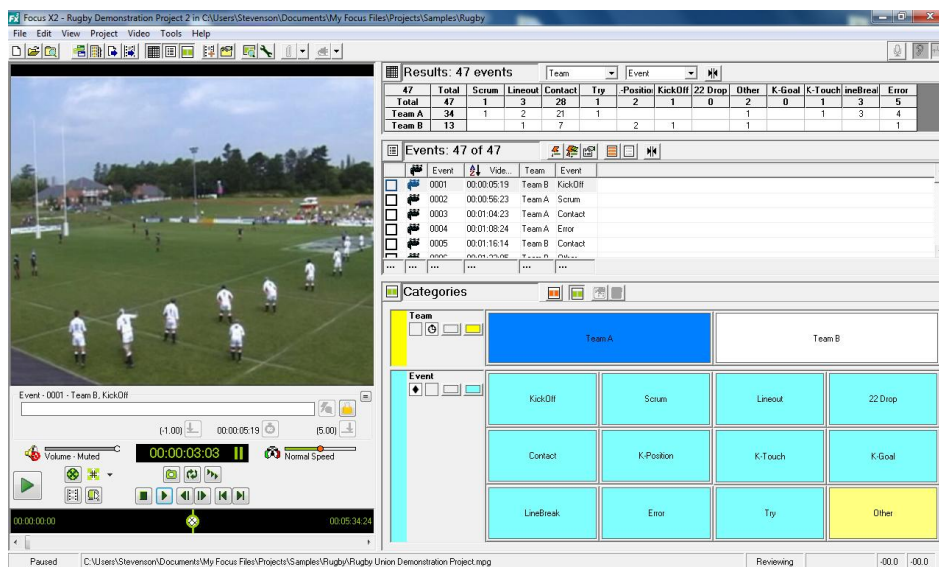 Focus X2 - Rugby Demonstration Project 2 in C:\Users\Stevenson\Documents\My Focus Files\Projects\Samples\Rugby
File Edit View Project Video Tools Help
Results: 47 events Team Event
47 Total Scrum Lineout Contact Try -Position KickOff 22 Drop Other K-Goal K-Touch ineBreak Error
Total 47 1 3 28 1 2 1 0 2 0 1 3 5
Team A 34 1 2 21 1 1 1 3 4
Team B 13 1 7 2 1 1 1
Events: 47 of 47
Event Vide... Team Event
0001 00:00:05:19 Team B KickOff
0002 00:00:56:23 Team A Scrum
0003 00:01:04:23 Team A Contact
0004 00:01:08:24 Team A Error
0005 00:01:16:14 Team B Contact
... ... ... ... ...
Categories
Team
Team A Team B
Event
KickOff Scrum Lineout 22 Drop
Contact K-Position K-Touch K-Goal
LineBreak Error Try Other
Event - 0001 - Team B, KickOff
(-1.00) 00:00:05:19 (5.00)
Volume - Muted 00:00:03:03 Normal Speed
00:00:00:00 00:05:34:24
Paused C:\Users\Stevenson\Documents\My Focus Files\Projects\Samples\Rugby\Rugby Union Demonstration Project.mpg Reviewing -00.0 -00.0